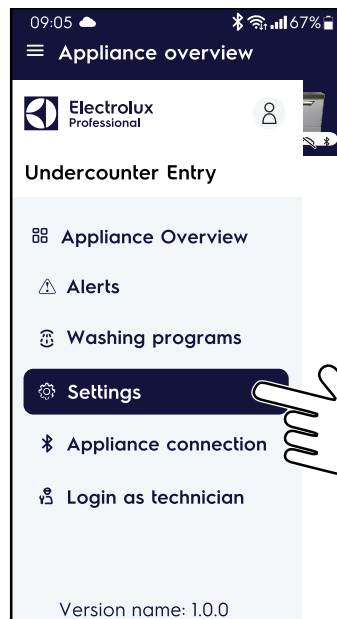 09:05 67%
Appliance overview
Electrolux
Professional
Undercounter Entry
Appliance Overview
Alerts
Washing programs
Settings
Appliance connection
Login as technician
Version name: 1.0.0